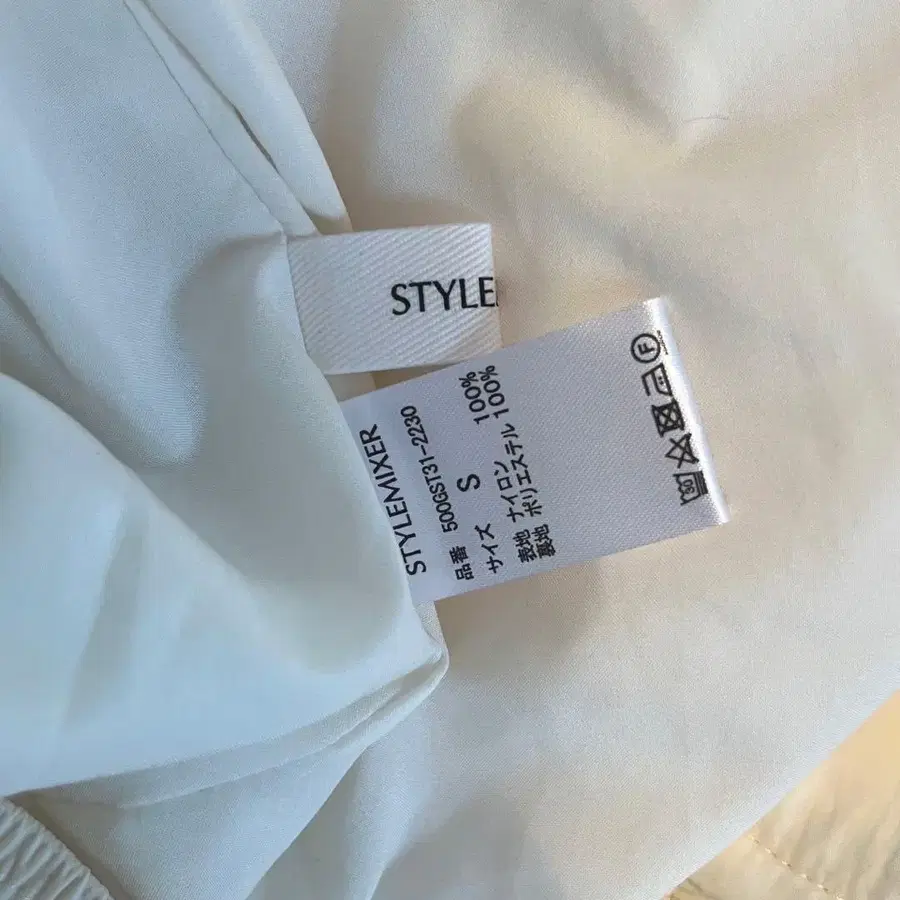 STYLE
STYLEMIXER
品番 500GST31-2230
サイズ S
表地 ナイロン 100%
裏地 ポリエステル 100%
30
F